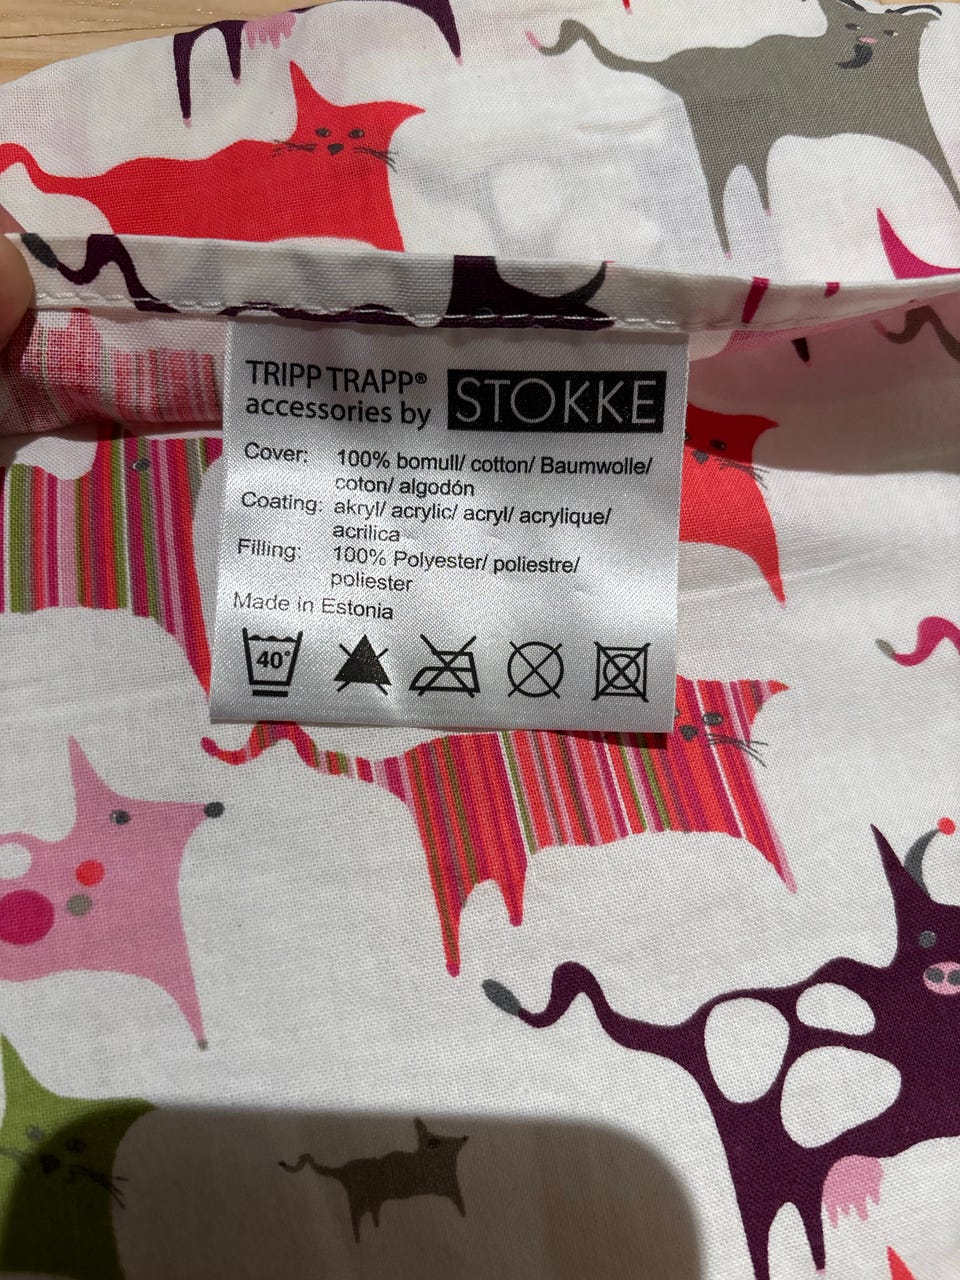 TRIPP TRAPP®
accessories by STOKKE
Cover: 100% bomull/ cotton/ Baumwolle/
coton/ algodón
Coating: akryl/ acrylic/ acryl/ acrylique/
acrilica
Filling: 100% Polyester/ poliestre/
poliester
Made in Estonia
40°